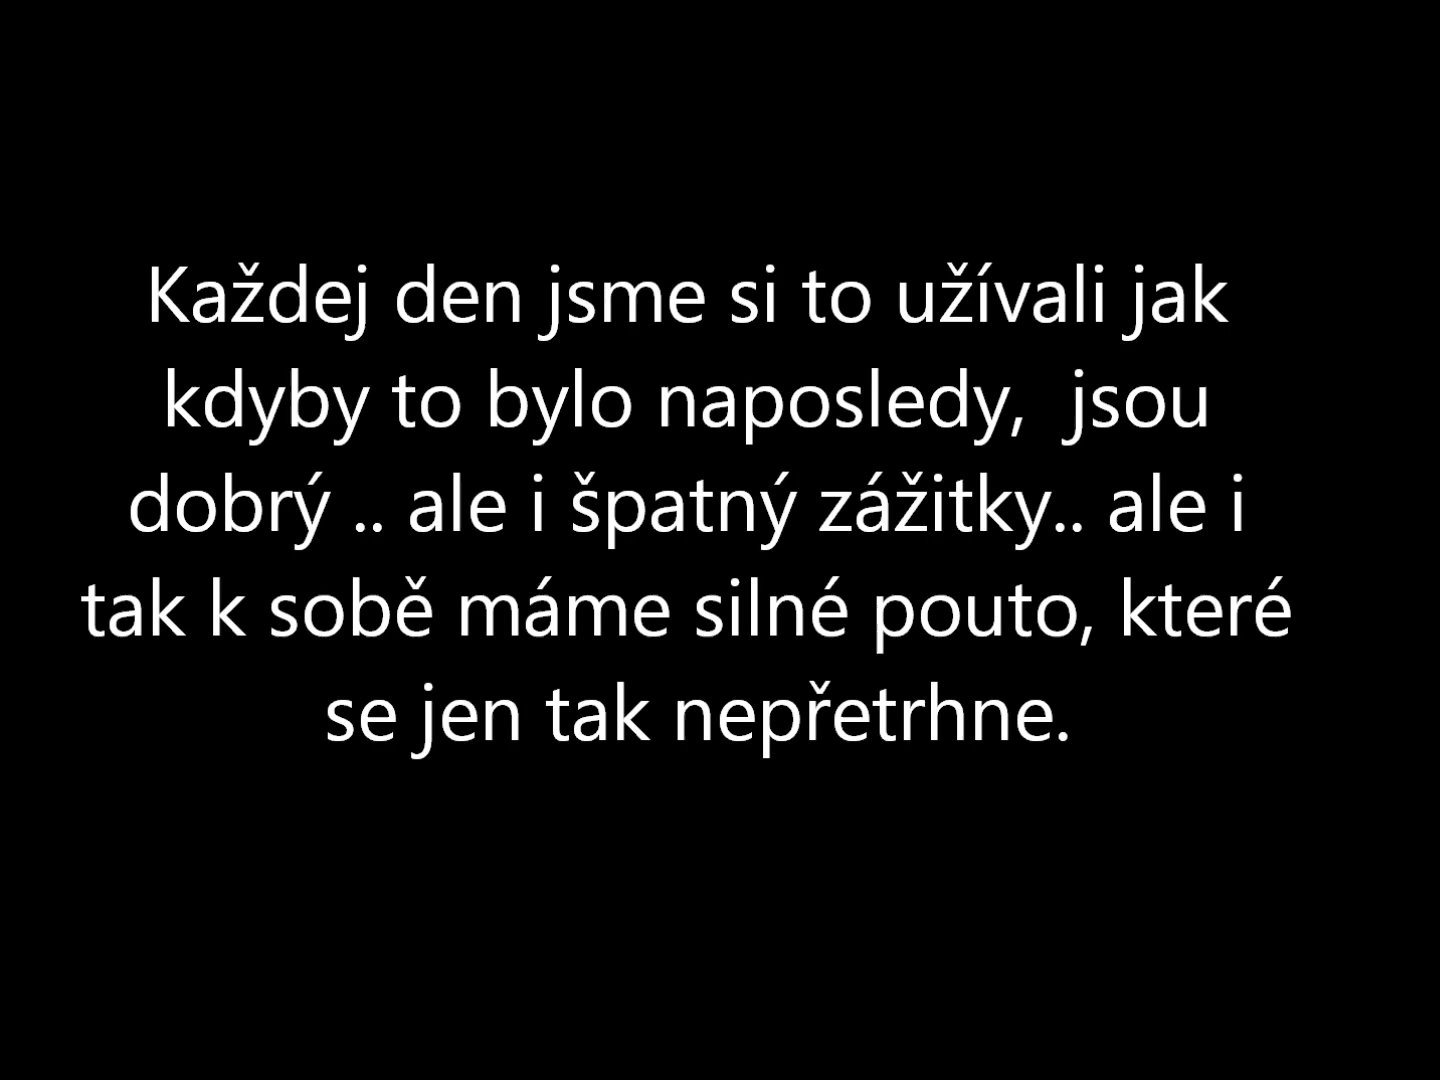 Každej den jsme si to užívali jak
kdyby to bylo naposledy,  jsou
dobrý .. ale i špatný zážitky.. ale i
tak k sobě máme silné pouto, které
se jen tak nepřetrhne.